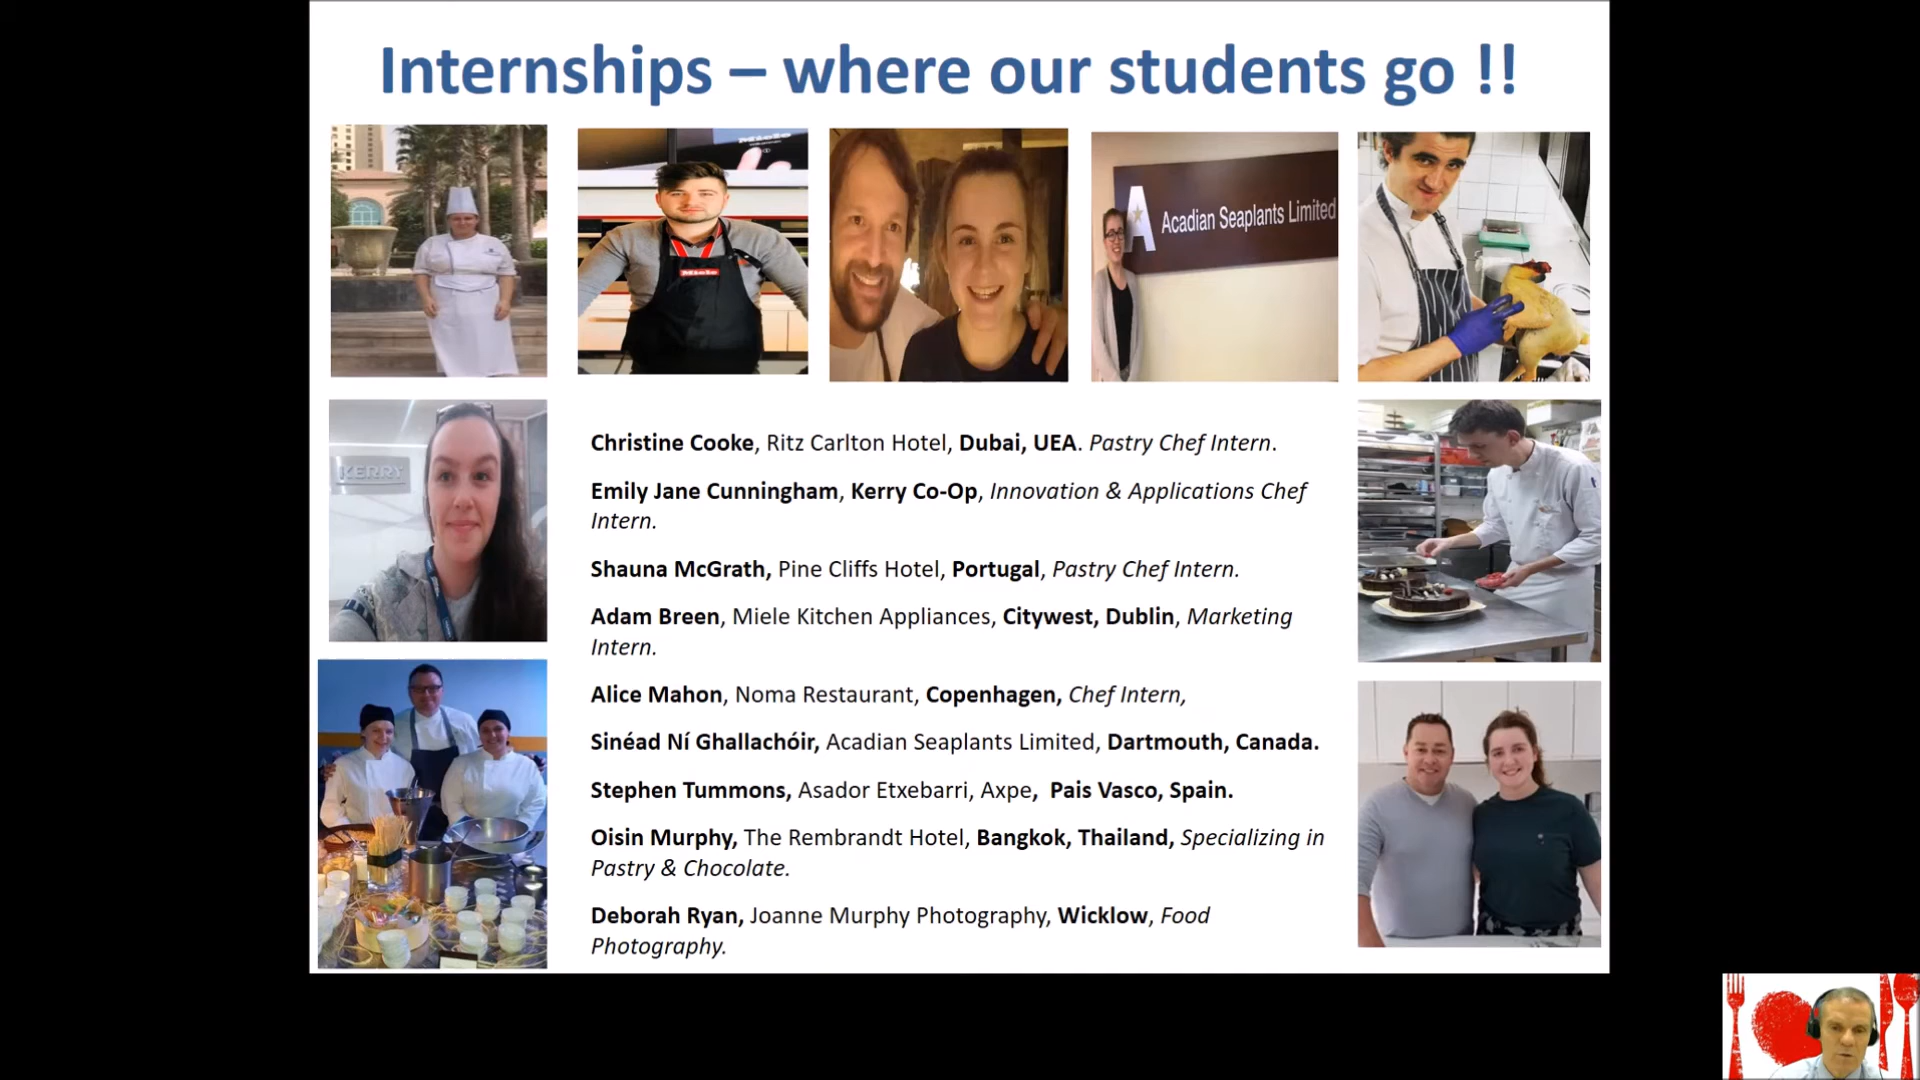 Internships – where our students go !!
Miele
Miele
Acadian Seaplants Limited
KERRY
Christine Cooke, Ritz Carlton Hotel, Dubai, UEA. Pastry Chef Intern.
Emily Jane Cunningham, Kerry Co-Op, Innovation & Applications Chef
Intern.
Shauna McGrath, Pine Cliffs Hotel, Portugal, Pastry Chef Intern.
Adam Breen, Miele Kitchen Appliances, Citywest, Dublin, Marketing
Intern.
Alice Mahon, Noma Restaurant, Copenhagen, Chef Intern,
Sinéad Ní Ghallachóir, Acadian Seaplants Limited, Dartmouth, Canada.
Stephen Tummons, Asador Etxebarri, Axpe, Pais Vasco, Spain.
Oisin Murphy, The Rembrandt Hotel, Bangkok, Thailand, Specializing in
Pastry & Chocolate.
Deborah Ryan, Joanne Murphy Photography, Wicklow, Food
Photography.